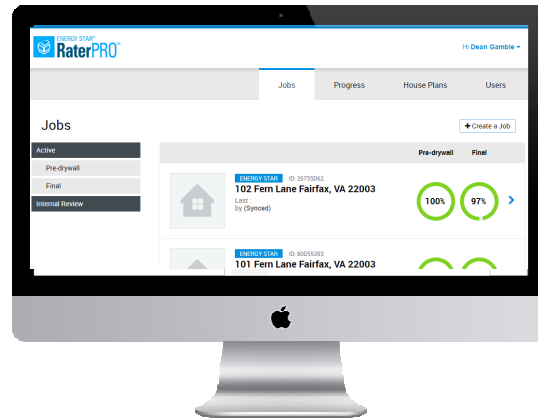 ENERGY STAR®
RaterPRO™
Hi Dean Gamble
Jobs Progress House Plans Users
Jobs
+ Create a Job
Active
Pre-drywall
Final
Internal Review
Pre-drywall Final
ENERGY STAR ID: 26755D62
102 Fern Lane Fairfax, VA 22003
Last :
by (Synced)
100% 97%
ENERGY STAR ID: 80D55393
101 Fern Lane Fairfax, VA 22003